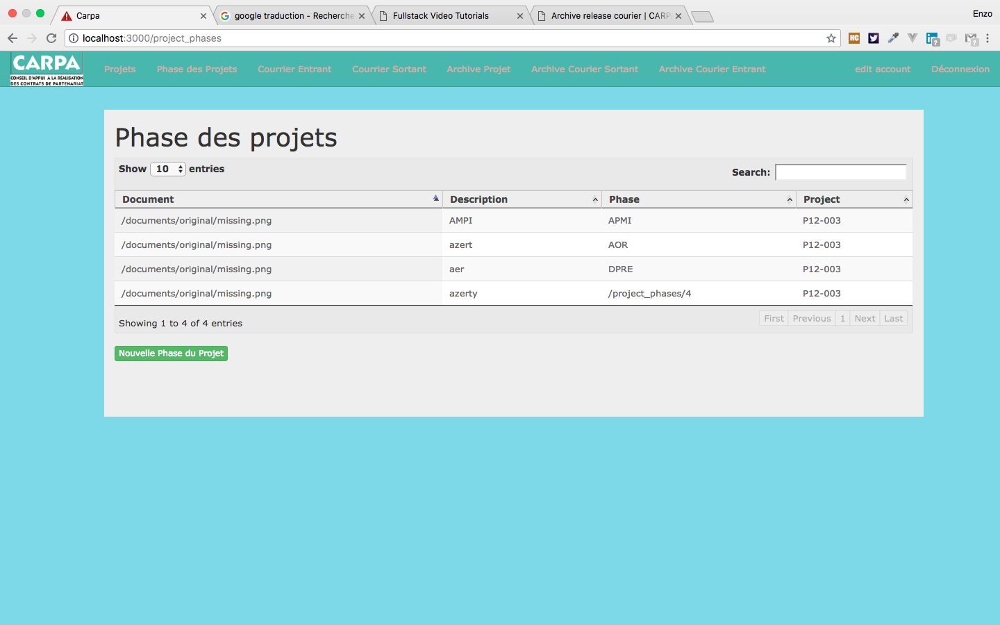 Carpa
google traduction - Recherche
Fullstack Video Tutorials
Archive release courier | CARP
Enzo
localhost:3000/project_phases
HC
CARPA
CONSEIL D'APPUI À LA RÉALISATION
DES CONTRATS DE PARTENARIAT
Projets
Phase des Projets
Courrier Entrant
Courrier Sortant
Archive Projet
Archive Courier Sortant
Archive Courier Entrant
edit account
Déconnexion
Phase des projets
Show 10 entries
Search:
Document Description Phase Project
/documents/original/missing.png AMPI APMI P12-003
/documents/original/missing.png azert AOR P12-003
/documents/original/missing.png aer DPRE P12-003
/documents/original/missing.png azerty /project_phases/4 P12-003
Showing 1 to 4 of 4 entries
First Previous 1 Next Last
Nouvelle Phase du Projet